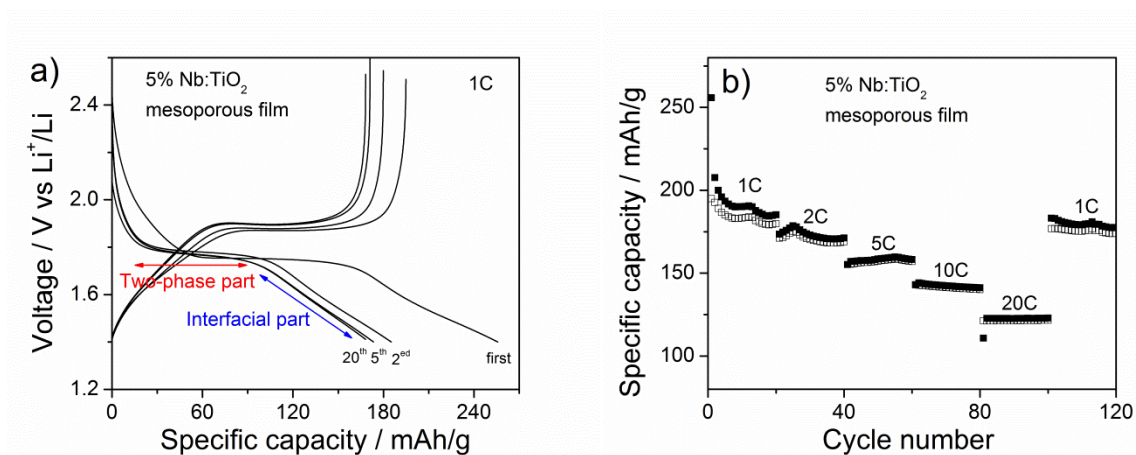 a)
5% Nb:TiO₂
mesoporous film
1C
2.4
2.0
1.6
1.2
Voltage / V vs Li⁺/Li
Two-phase part
Interfacial part
20ᵗʰ 5ᵗʰ 2ᵉᵈ
first
0 60 120 180 240
Specific capacity / mAh/g
b)
5% Nb:TiO₂
mesoporous film
250
200
150
100
Specific capacity / mAh/g
1C
2C
5C
10C
20C
1C
0 40 80 120
Cycle number